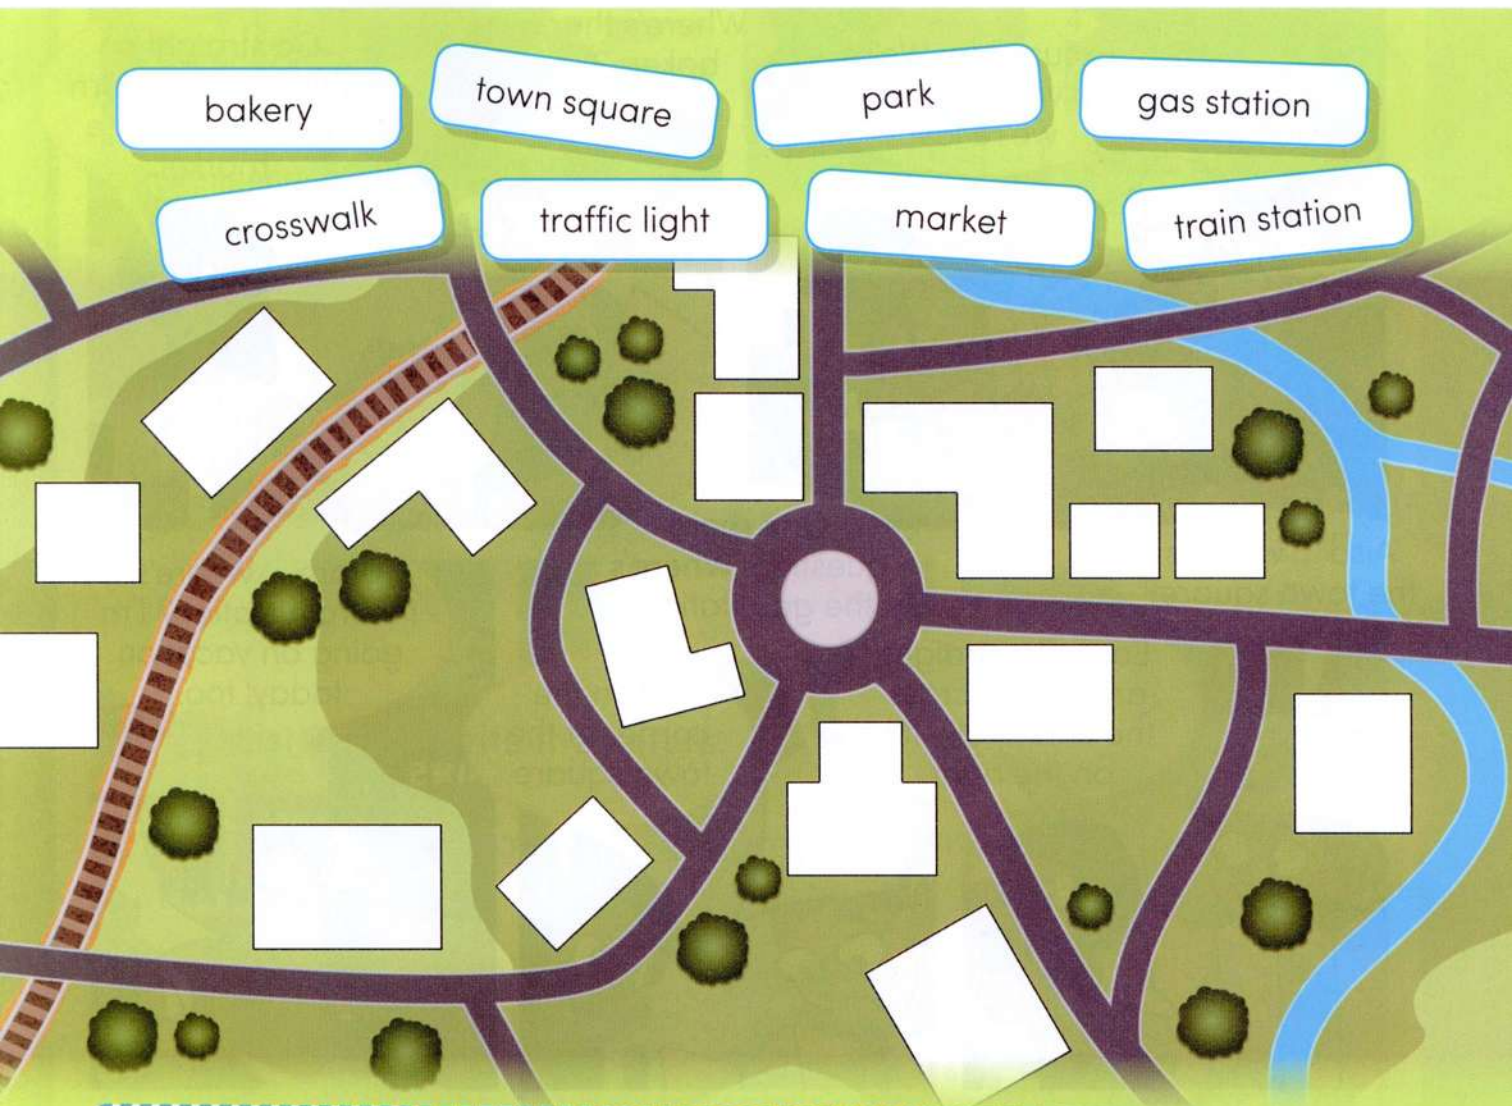 bakery
town square
park
gas station
crosswalk
traffic light
market
train station